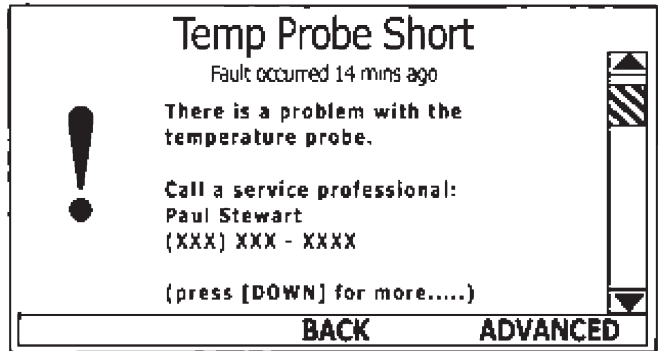 Temp Probe Short
Fault occurred 14 mins ago
There is a problem with the
temperature probe.
Call a service professional:
Paul Stewart
(XXX) XXX - XXXX
(press [DOWN] for more.....)
BACK ADVANCED